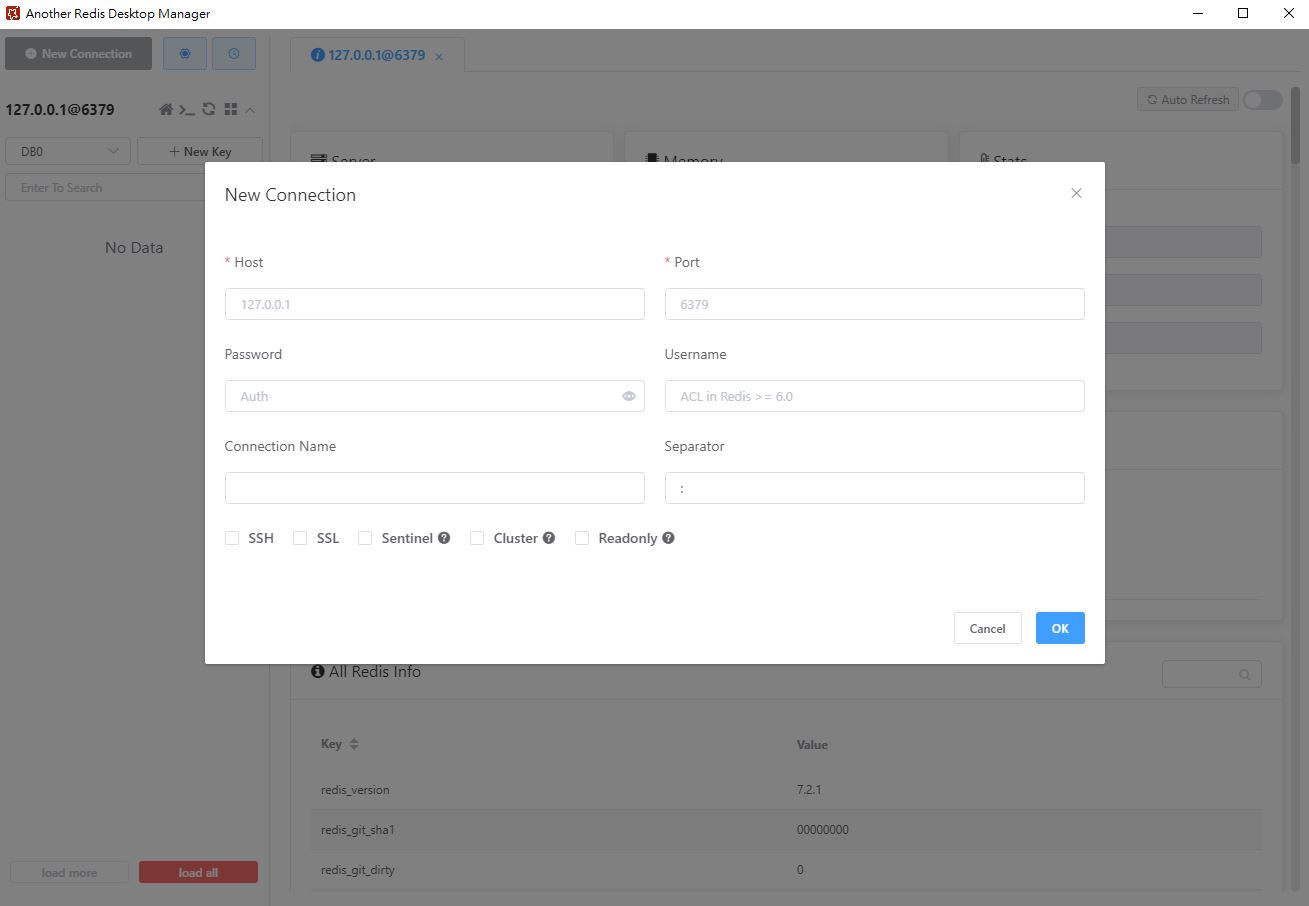 Another Redis Desktop Manager
New Connection
127.0.0.1@6379
127.0.0.1@6379
Auto Refresh
DB0
New Key
Enter To Search
No Data
Server
Memory
Stats
New Connection
* Host
* Port
127.0.0.1
6379
Password
Username
Auth
ACL in Redis >= 6.0
Connection Name
Separator
:
SSH
SSL
Sentinel
Cluster
Readonly
Cancel
OK
All Redis Info
Key
Value
redis_version
7.2.1
redis_git_sha1
00000000
redis_git_dirty
0
load more
load all